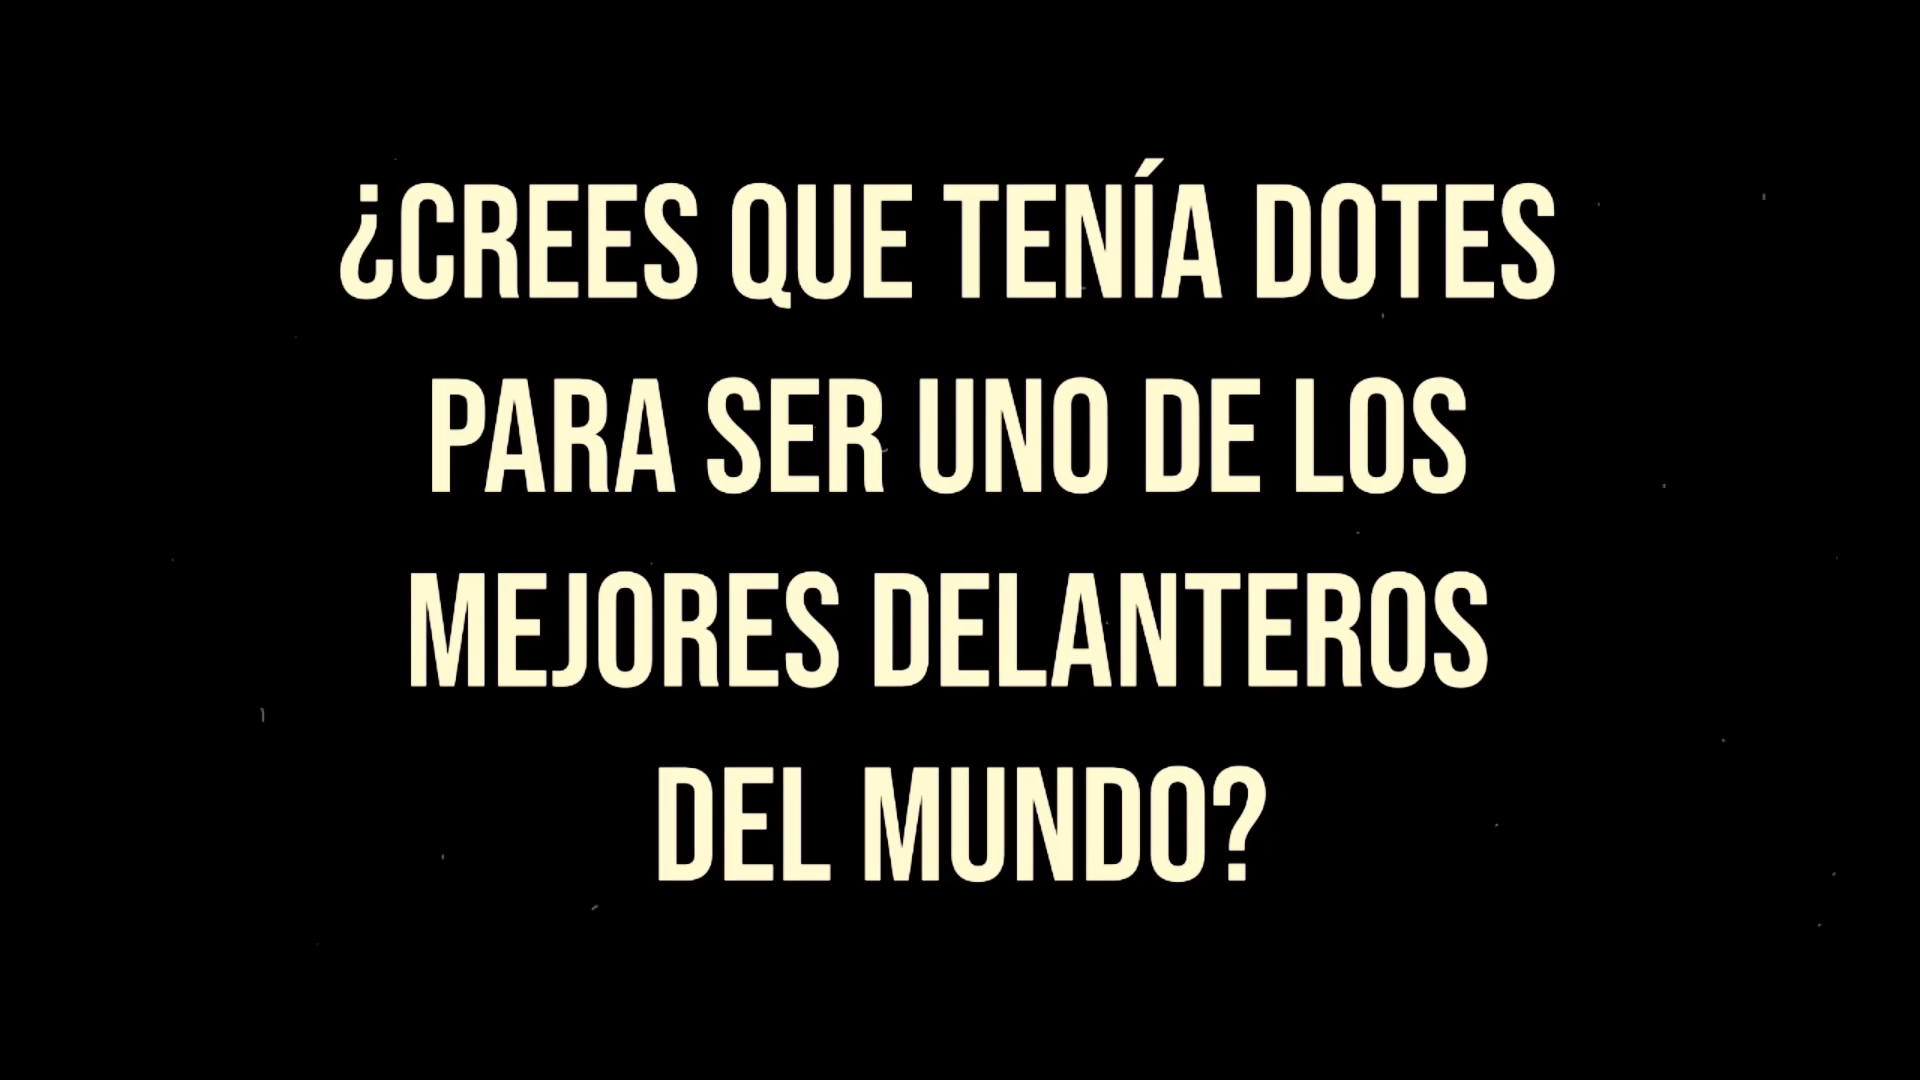 ¿CREES QUE TENÍA DOTES
PARA SER UNO DE LOS
MEJORES DELANTEROS
DEL MUNDO?